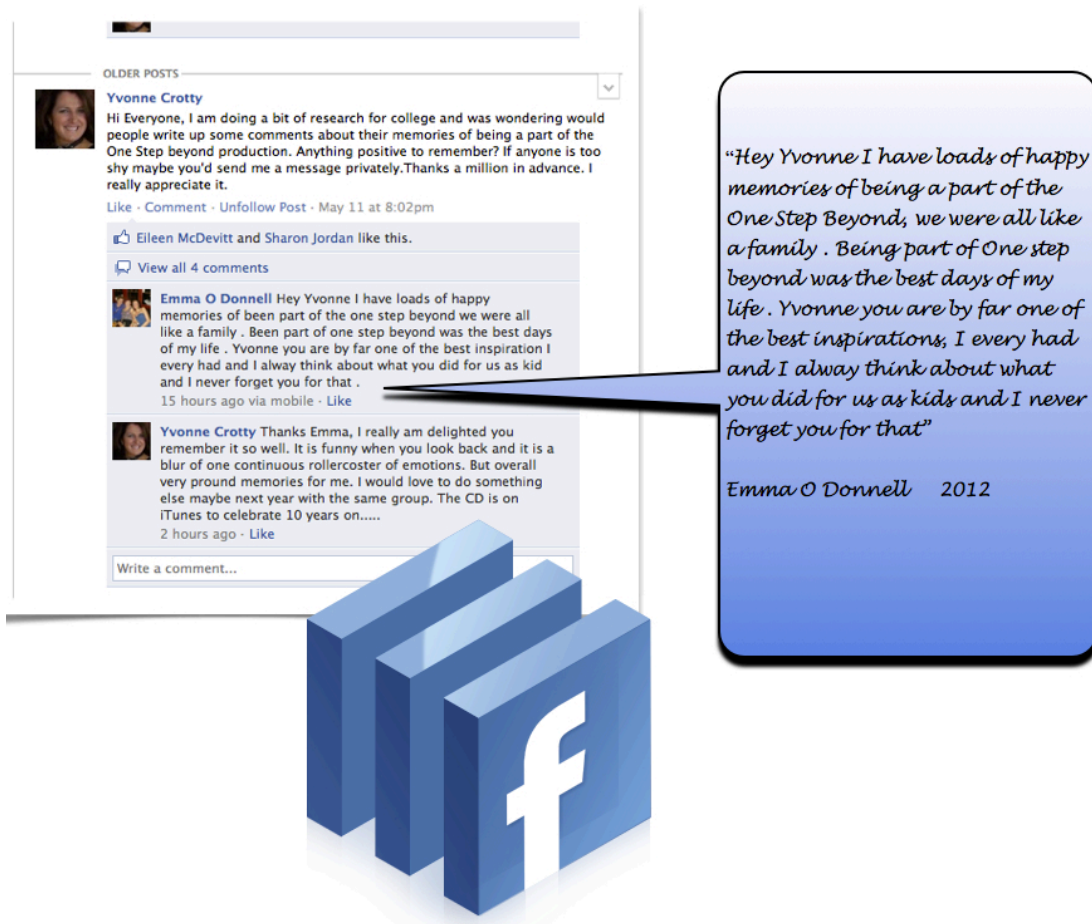 OLDER POSTS
Yvonne Crotty
Hi Everyone, I am doing a bit of research for college and was wondering would
people write up some comments about their memories of being a part of the
One Step beyond production. Anything positive to remember? If anyone is too
shy maybe you'd send me a message privately.Thanks a million in advance. I
really appreciate it.
Like · Comment · Unfollow Post · May 11 at 8:02pm
Eileen McDevitt and Sharon Jordan like this.
View all 4 comments
Emma O Donnell Hey Yvonne I have loads of happy
memories of been part of the one step beyond we were all
like a family . Been part of one step beyond was the best days
of my life . Yvonne you are by far one of the best inspiration I
every had and I alway think about what you did for us as kid
and I never forget you for that .
15 hours ago via mobile · Like
Yvonne Crotty Thanks Emma, I really am delighted you
remember it so well. It is funny when you look back and it is a
blur of one continuous rollercoster of emotions. But overall
very pround memories for me. I would love to do something
else maybe next year with the same group. The CD is on
iTunes to celebrate 10 years on.....
2 hours ago · Like
Write a comment...
“Hey Yvonne I have loads of happy
memories of being a part of the
One Step Beyond, we were all like
a family . Being part of One step
beyond was the best days of my
life . Yvonne you are by far one of
the best inspirations, I every had
and I alway think about what
you did for us as kids and I never
forget you for that”
Emma O Donnell 2012
f